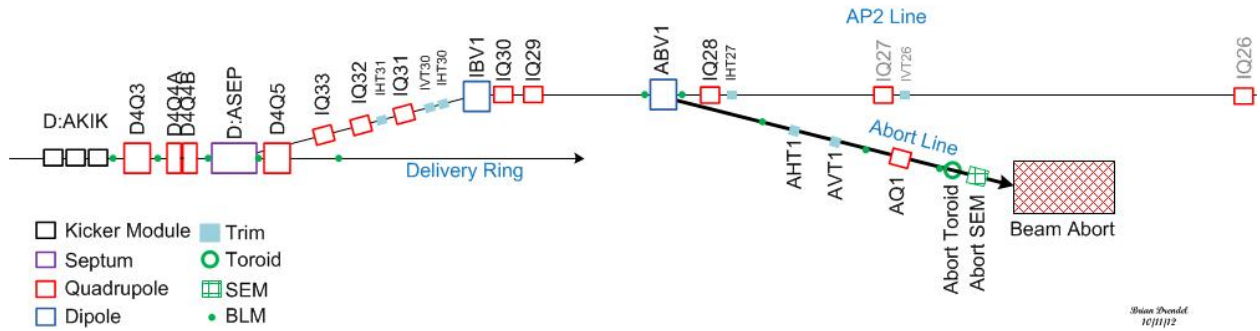 AP2 Line
D:AKIK
D4Q3
D4Q4A
D4Q4B
D:ASEP
D4Q5
IQ33
IQ32
IHT31
IQ31
IVT30
IHT30
IBV1
IQ30
IQ29
ABV1
IQ28
IHT27
IQ27
IVT26
IQ26
Delivery Ring
Abort Line
AHT1
AVT1
AQ1
Abort Toroid
Abort SEM
Beam Abort
Kicker Module
Septum
Quadrupole
Dipole
Trim
Toroid
SEM
BLM
Brian Drendel
10/11/12